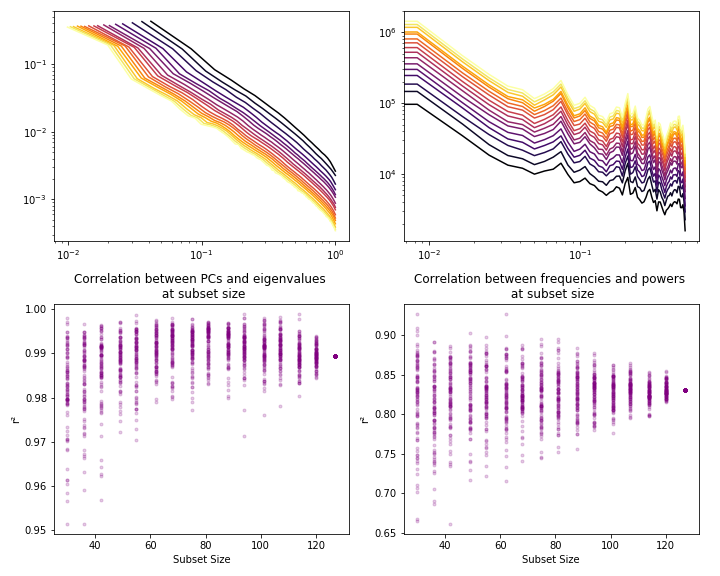 10⁻¹
10⁻²
10⁻³
10⁻² 10⁻¹ 10⁰
10⁶
10⁵
10⁴
10⁻² 10⁻¹
Correlation between PCs and eigenvalues
at subset size
1.00
0.99
0.98
0.97
0.96
0.95
r²
40 60 80 100 120
Subset Size
Correlation between frequencies and powers
at subset size
0.90
0.85
0.80
0.75
0.70
0.65
r²
40 60 80 100 120
Subset Size